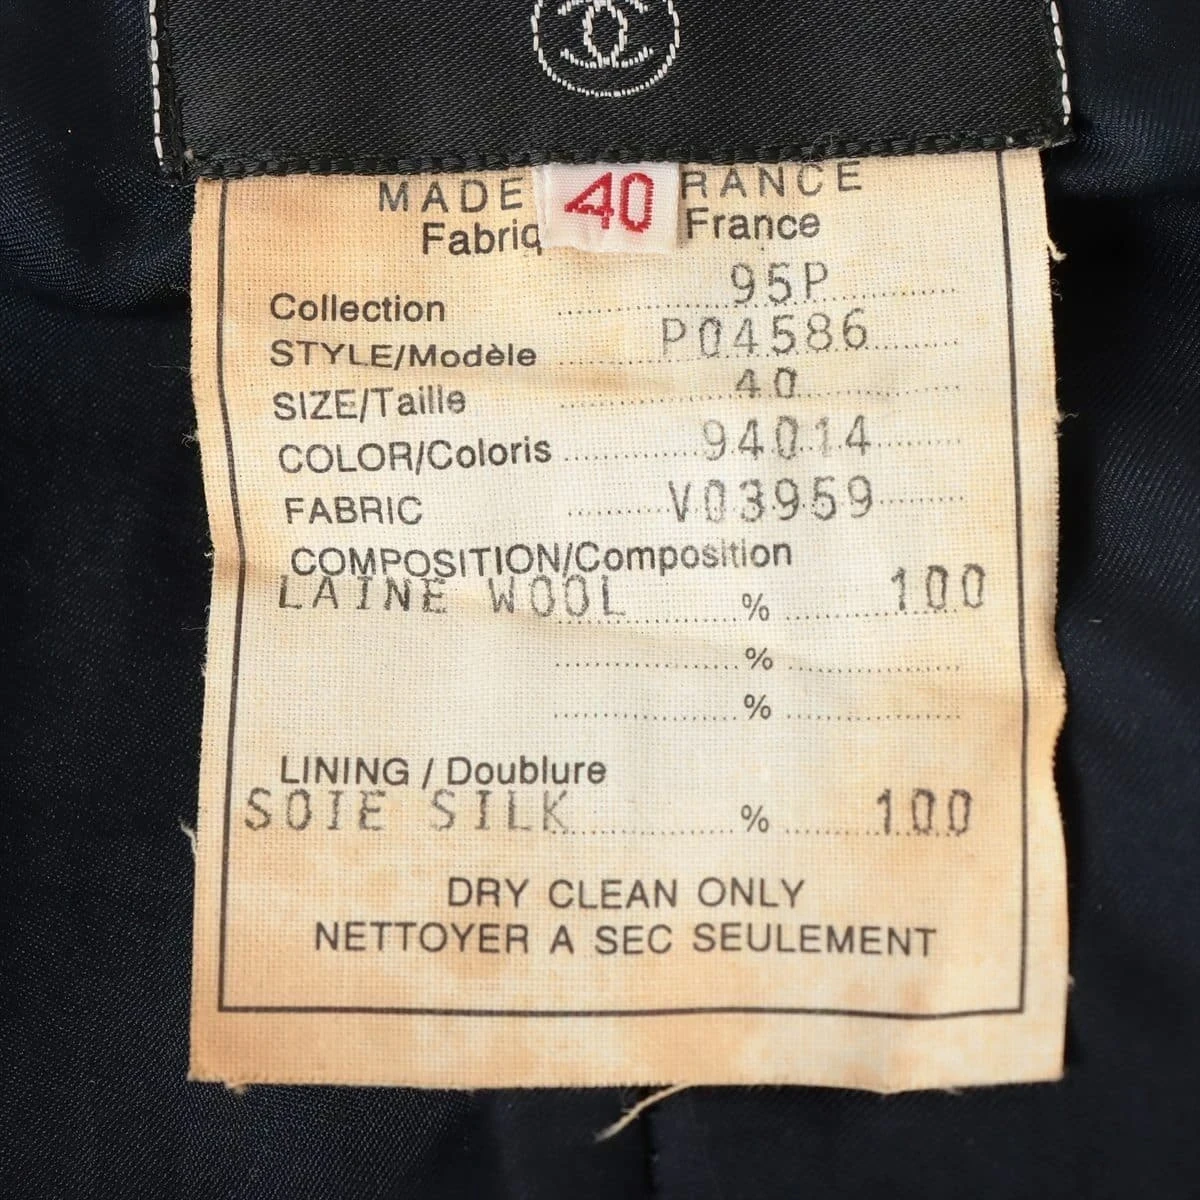 MADE 40 RANCE
Fabriq France
Collection 95P
STYLE/Modèle P04586
SIZE/Taille 40
COLOR/Coloris 94014
FABRIC V03959
COMPOSITION/Composition
LAINE WOOL % 100
%
%
LINING / Doublure
SOIE SILK % 100
DRY CLEAN ONLY
NETTOYER A SEC SEULEMENT